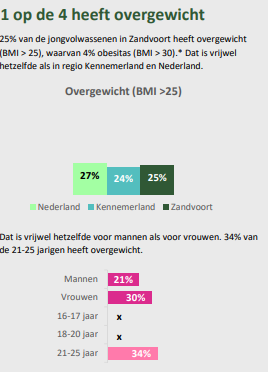 1 op de 4 heeft overgewicht
25% van de jongvolwassenen in Zandvoort heeft overgewicht
(BMI > 25), waarvan 4% obesitas (BMI > 30).* Dat is vrijwel
hetzelfde als in regio Kennemerland en Nederland.
Overgewicht (BMI >25)
27% 24% 25%
Nederland Kennemerland Zandvoort
Dat is vrijwel hetzelfde voor mannen als voor vrouwen. 34% van
de 21-25 jarigen heeft overgewicht.
Mannen 21%
Vrouwen 30%
16-17 jaar x
18-20 jaar x
21-25 jaar 34%